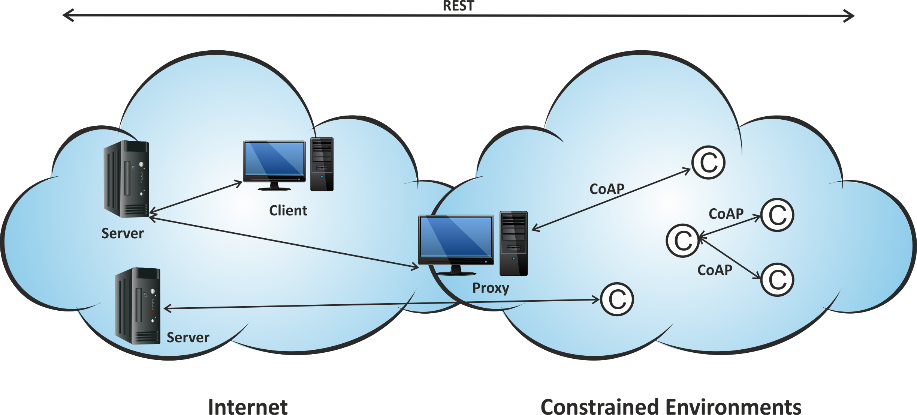 REST
Server
Client
Server
Proxy
CoAP
C
C
CoAP
C
CoAP
C
C
Internet
Constrained Environments